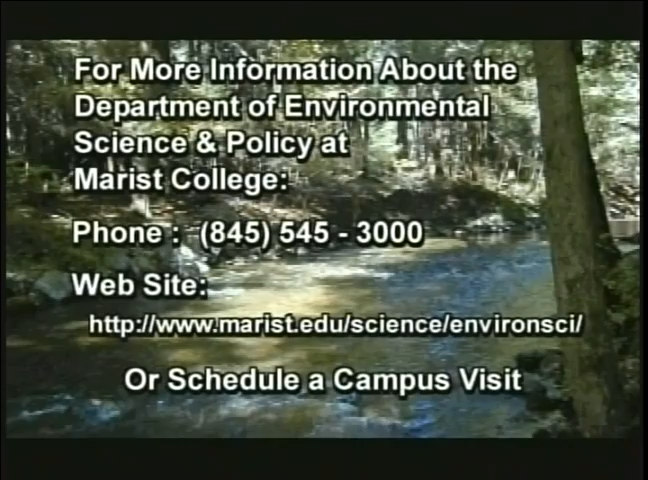 For More Information About the
Department of Environmental
Science & Policy at
Marist College:
Phone : (845) 545 - 3000
Web Site:
http://www.marist.edu/science/environsci/
Or Schedule a Campus Visit